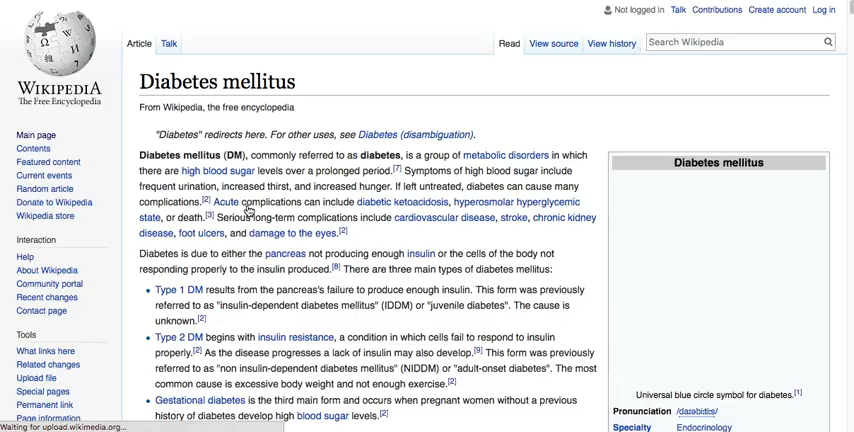 Not logged in Talk Contributions Create account Log in
Article Talk Read View source View history Search Wikipedia
WIKIPEDIA
The Free Encyclopedia
Main page
Contents
Featured content
Current events
Random article
Donate to Wikipedia
Wikipedia store
Interaction
Help
About Wikipedia
Community portal
Recent changes
Contact page
Tools
What links here
Related changes
Upload file
Special pages
Permanent link
Page information
Waiting for upload.wikimedia.org...
Diabetes mellitus
From Wikipedia, the free encyclopedia
"Diabetes" redirects here. For other uses, see Diabetes (disambiguation).
Diabetes mellitus (DM), commonly referred to as diabetes, is a group of metabolic disorders in which
there are high blood sugar levels over a prolonged period.[7] Symptoms of high blood sugar include
frequent urination, increased thirst, and increased hunger. If left untreated, diabetes can cause many
complications.[2] Acute complications can include diabetic ketoacidosis, hyperosmolar hyperglycemic
state, or death.[3] Serious long-term complications include cardiovascular disease, stroke, chronic kidney
disease, foot ulcers, and damage to the eyes.[2]
Diabetes is due to either the pancreas not producing enough insulin or the cells of the body not
responding properly to the insulin produced.[8] There are three main types of diabetes mellitus:
• Type 1 DM results from the pancreas's failure to produce enough insulin. This form was previously
referred to as "insulin-dependent diabetes mellitus" (IDDM) or "juvenile diabetes". The cause is
unknown.[2]
• Type 2 DM begins with insulin resistance, a condition in which cells fail to respond to insulin
properly.[2] As the disease progresses a lack of insulin may also develop.[9] This form was previously
referred to as "non insulin-dependent diabetes mellitus" (NIDDM) or "adult-onset diabetes". The most
common cause is excessive body weight and not enough exercise.[2]
• Gestational diabetes is the third main form and occurs when pregnant women without a previous
history of diabetes develop high blood sugar levels.[2]
Diabetes mellitus
Universal blue circle symbol for diabetes.[1]
Pronunciation /daɪəbiːtɪs/
Specialty Endocrinology